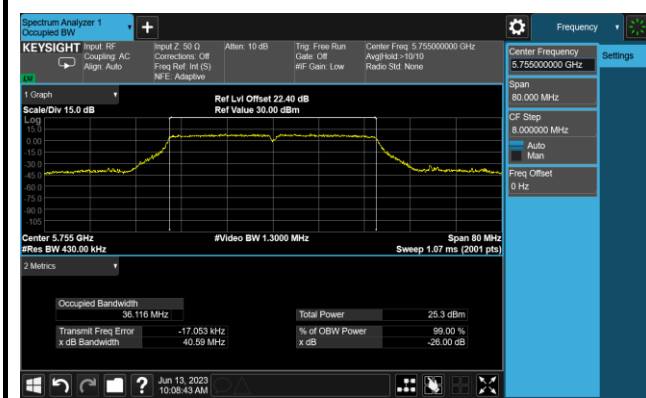 Spectrum Analyzer 1
Occupied BW
+
Frequency
KEYSIGHT
Input: RF
Coupling: AC
Align: Auto
Input Z: 50 Ω
Corrections: Off
Freq Ref: Int (S)
NFE: Adaptive
Atten: 10 dB
Trig: Free Run
Gate: Off
#IF Gain: Low
Center Freq: 5.755000000 GHz
Avg|Hold:>10/10
Radio Std: None
1 Graph
Scale/Div 15.0 dB
Ref Lvl Offset 22.40 dB
Ref Value 30.00 dBm
Log
15.0
0.00
-15.0
-30.0
-45.0
-60.0
-75.0
-90.0
-105
Center 5.755 GHz
#Res BW 430.00 kHz
#Video BW 1.3000 MHz
Span 80 MHz
Sweep 1.07 ms (2001 pts)
2 Metrics
Occupied Bandwidth
36.116 MHz
Total Power 25.3 dBm
Transmit Freq Error -17.053 kHz
% of OBW Power 99.00 %
x dB Bandwidth 40.59 MHz
x dB -26.00 dB
?
Jun 13, 2023
10:08:43 AM
Center Frequency
5.755000000 GHz
Settings
Span
80.000 MHz
CF Step
8.000000 MHz
Auto
Man
Freq Offset
0 Hz